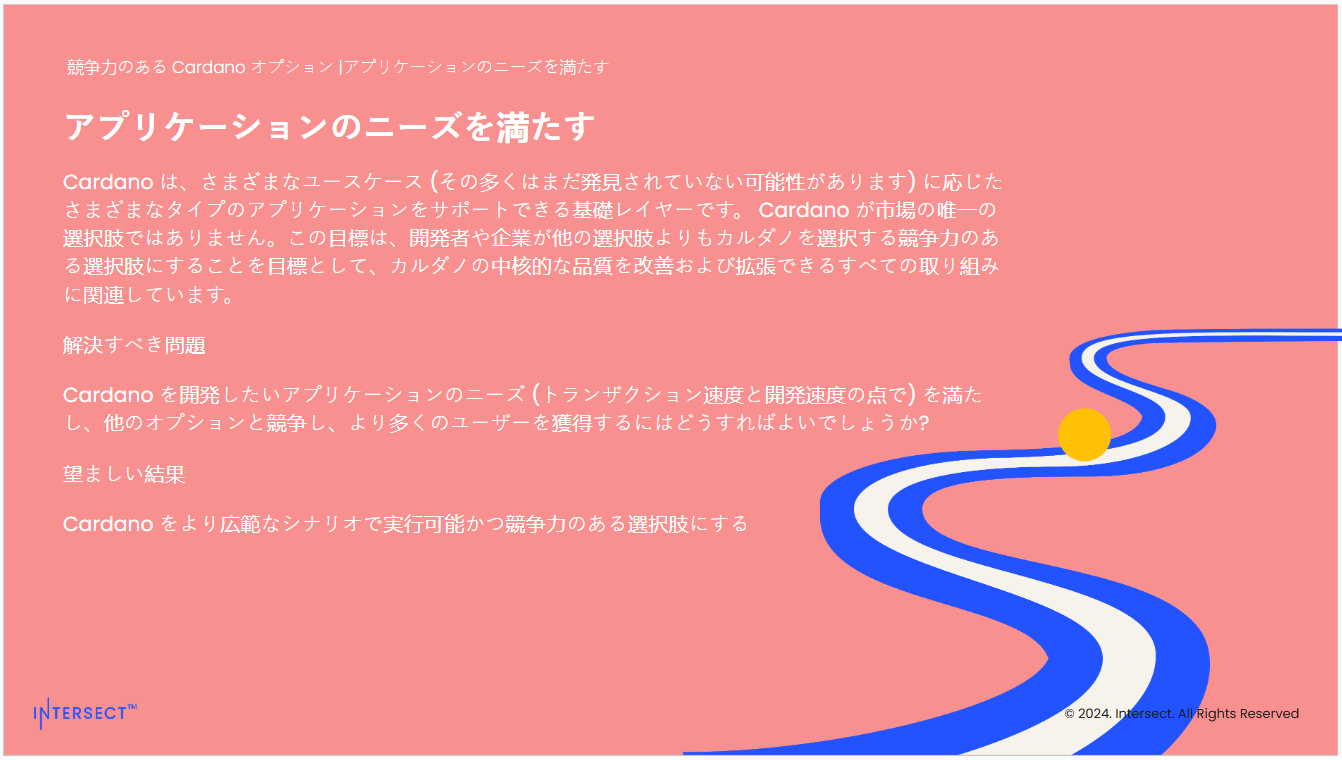 競争力のある Cardano オプション |アプリケーションのニーズを満たす
アプリケーションのニーズを満たす
Cardano は、さまざまなユースケース (その多くはまだ発見されていない可能性があります) に応じた
さまざまなタイプのアプリケーションをサポートできる基礎レイヤーです。 Cardano が市場の唯一の
選択肢ではありません。この目標は、開発者や企業が他の選択肢よりもカルダノを選択する競争力のあ
る選択肢にすることを目標として、カルダノの中核的な品質を改善および拡張できるすべての取り組み
に関連しています。
解決すべき問題
Cardano を開発したいアプリケーションのニーズ (トランザクション速度と開発速度の点で) を満た
し、他のオプションと競争し、より多くのユーザーを獲得するにはどうすればよいでしょうか?
望ましい結果
Cardano をより広範なシナリオで実行可能かつ競争力のある選択肢にする
INTERSECT™
© 2024. Intersect. All Rights Reserved